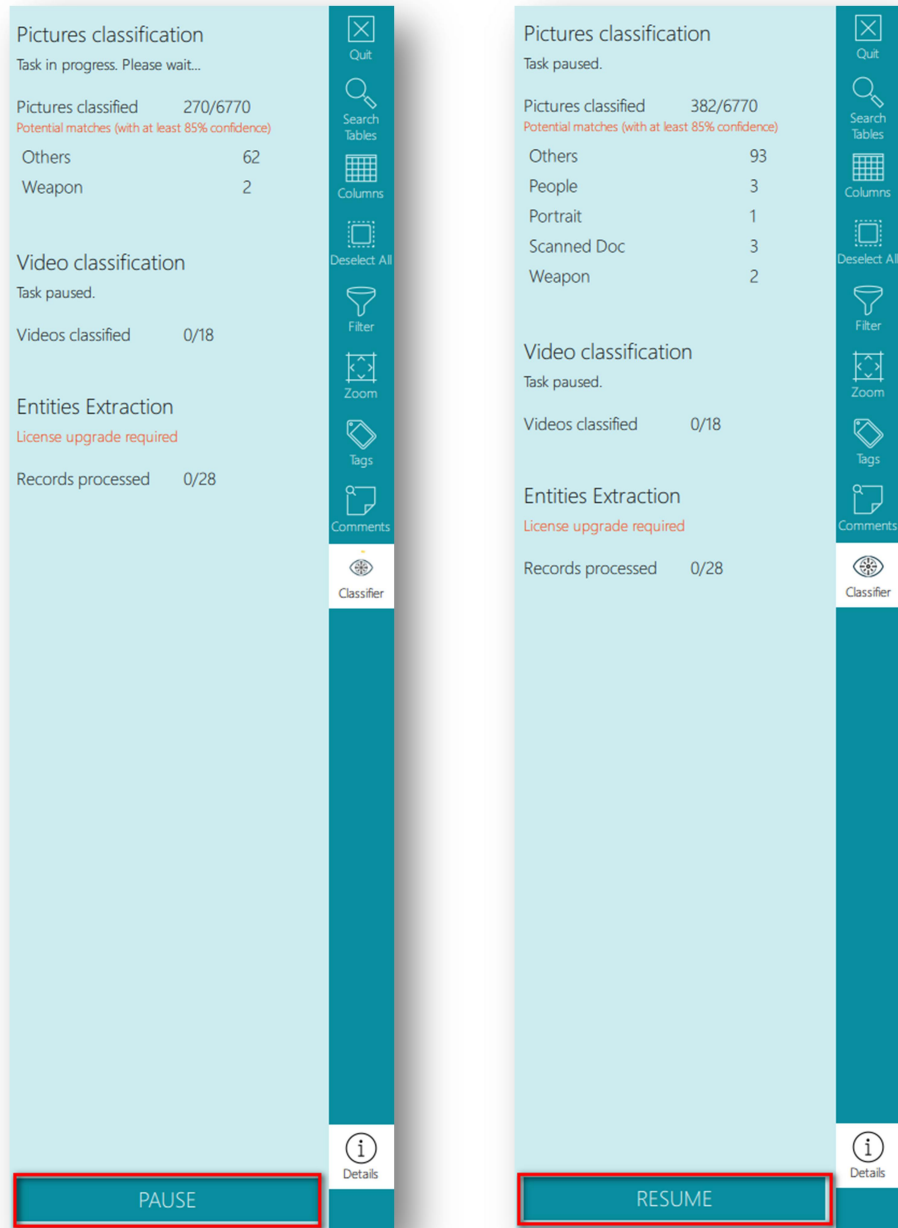 Pictures classification
Task in progress. Please wait...
Pictures classified 270/6770
Potential matches (with at least 85% confidence)
Others 62
Weapon 2
Video classification
Task paused.
Videos classified 0/18
Entities Extraction
License upgrade required
Records processed 0/28
PAUSE
Quit
Search
Tables
Columns
Deselect All
Filter
Zoom
Tags
Comments
Classifier
Details
Pictures classification
Task paused.
Pictures classified 382/6770
Potential matches (with at least 85% confidence)
Others 93
People 3
Portrait 1
Scanned Doc 3
Weapon 2
Video classification
Task paused.
Videos classified 0/18
Entities Extraction
License upgrade required
Records processed 0/28
RESUME
Quit
Search
Tables
Columns
Deselect All
Filter
Zoom
Tags
Comments
Classifier
Details